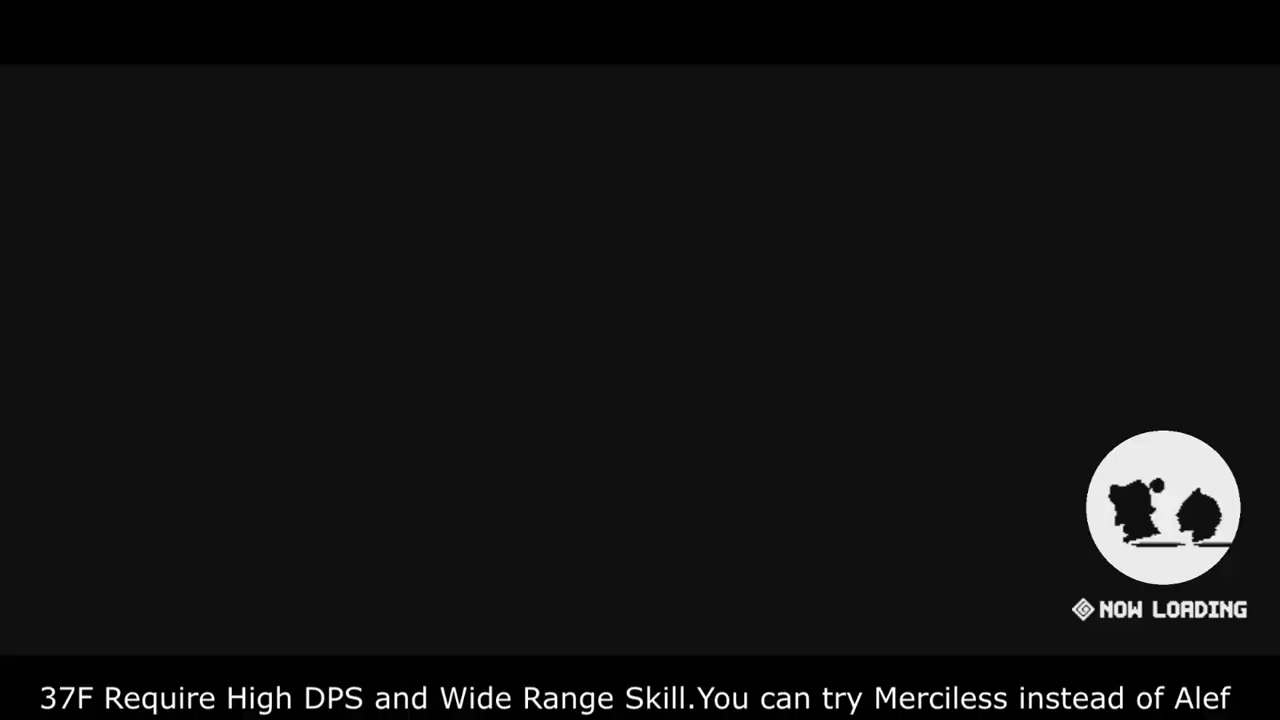 NOW LOADING
37F Require High DPS and Wide Range Skill.You can try Merciless instead of Alef